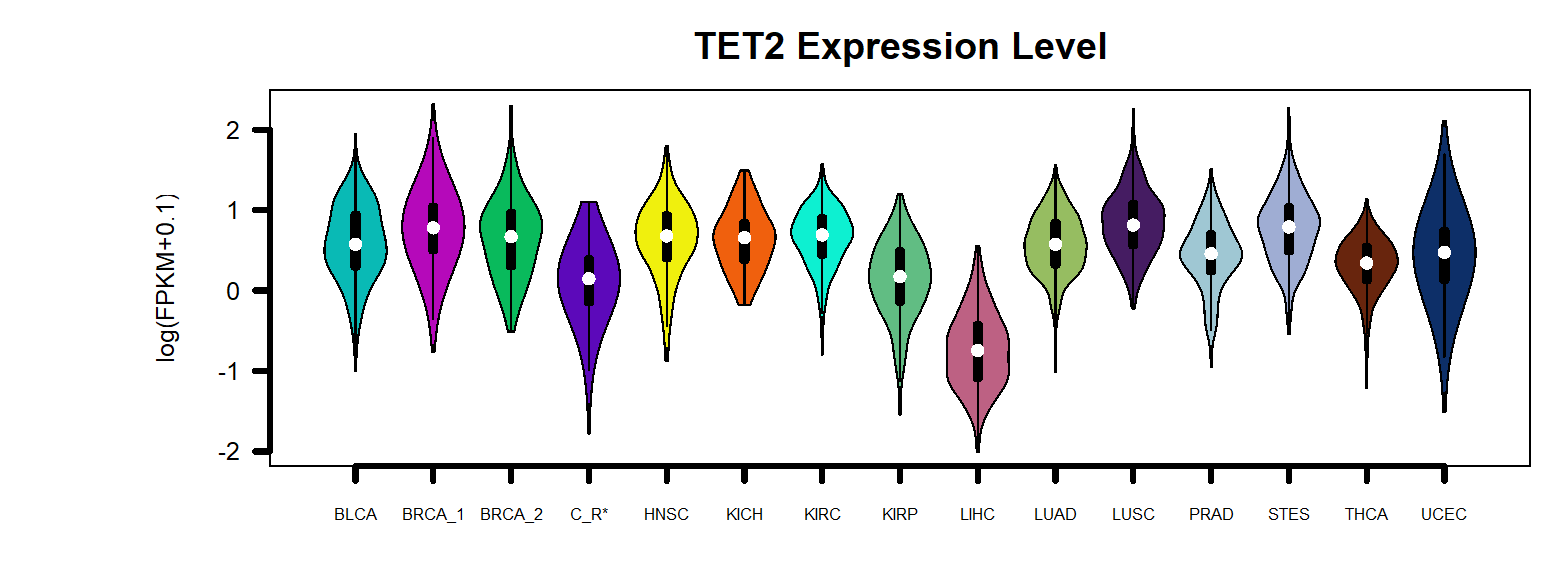 TET2 Expression Level
log(FPKM+0.1)
2
1
0
-1
-2
BLCA BRCA_1 BRCA_2 C_R* HNSC KICH KIRC KIRP LIHC LUAD LUSC PRAD STES THCA UCEC